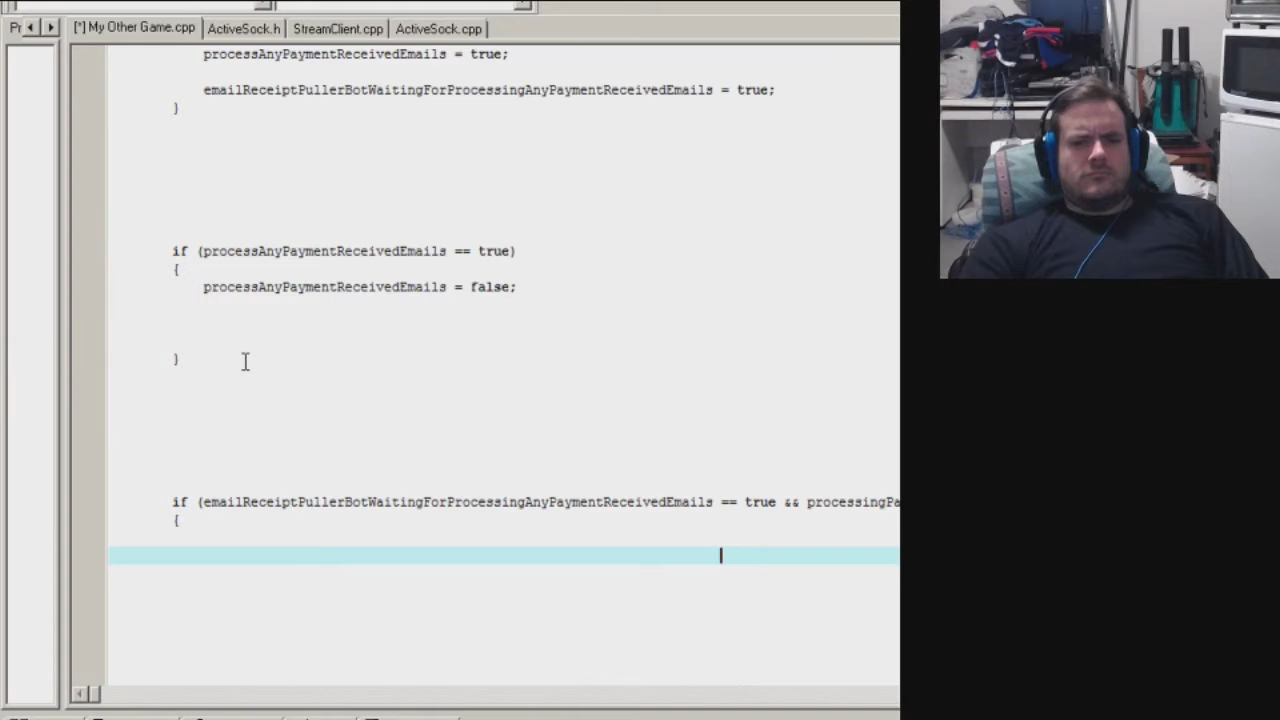 Pr
[*] My Other Game.cpp
ActiveSock.h
StreamClient.cpp
ActiveSock.cpp
processAnyPaymentReceivedEmails = true;
emailReceiptPullerBotWaitingForProcessingAnyPaymentReceivedEmails = true;
}
if (processAnyPaymentReceivedEmails == true)
{
processAnyPaymentReceivedEmails = false;
}
if (emailReceiptPullerBotWaitingForProcessingAnyPaymentReceivedEmails == true && processingPa
{